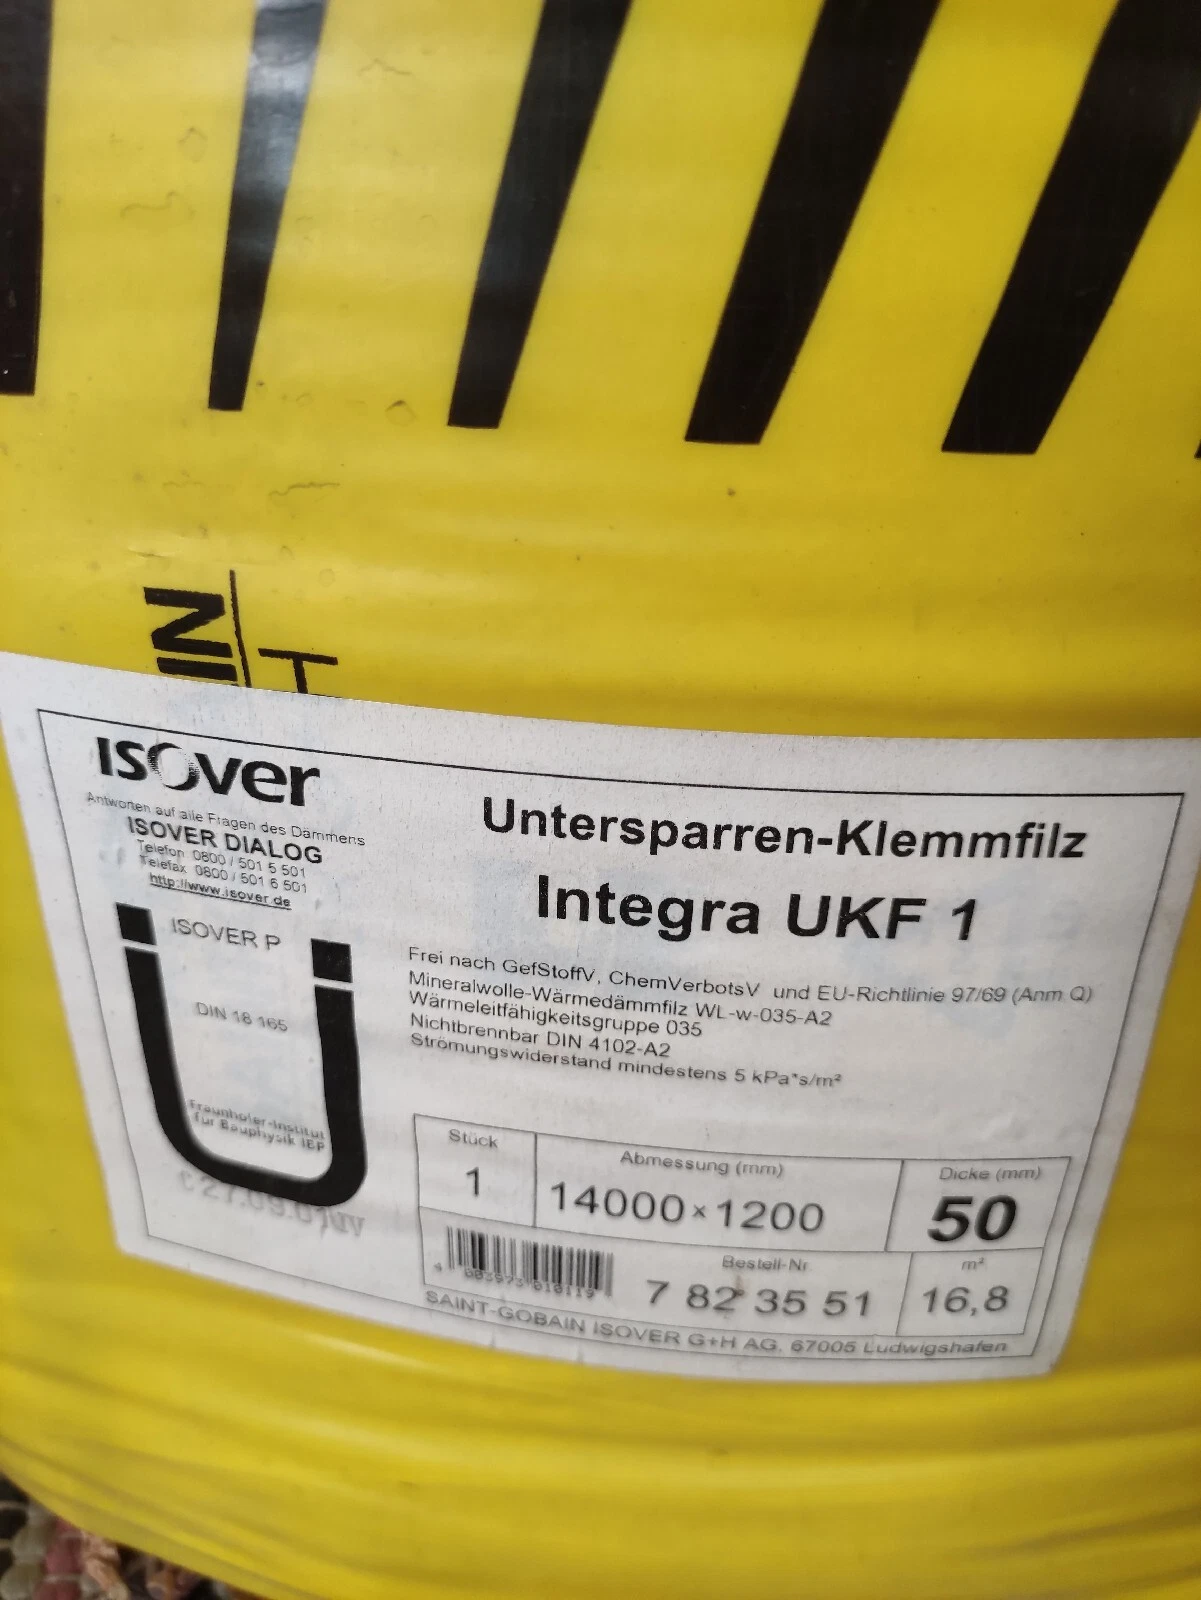 ISOVER
Antworten auf alle Fragen des Dämmens
ISOVER DIALOG
Telefon 0800 / 501 5 501
Telefax 0800 / 501 6 501
http://www.isover.de
ISOVER P
DIN 18 165
Fraunhofer-Institut
für Bauphysik IBP
Untersparren-Klemmfilz
Integra UKF 1
Frei nach GefStoffV, ChemVerbotsV und EU-Richtlinie 97/69 (Anm Q)
Mineralwolle-Wärmedämmfilz WL-w-035-A2
Wärmeleitfähigkeitsgruppe 035
Nichtbrennbar DIN 4102-A2
Strömungswiderstand mindestens 5 kPa*s/m²
Stück
1
Abmessung (mm)
14000×1200
Dicke (mm)
50
Bestell-Nr
7 82 35 51
m²
16,8
SAINT-GOBAIN ISOVER G+H AG, 67005 Ludwigshafen